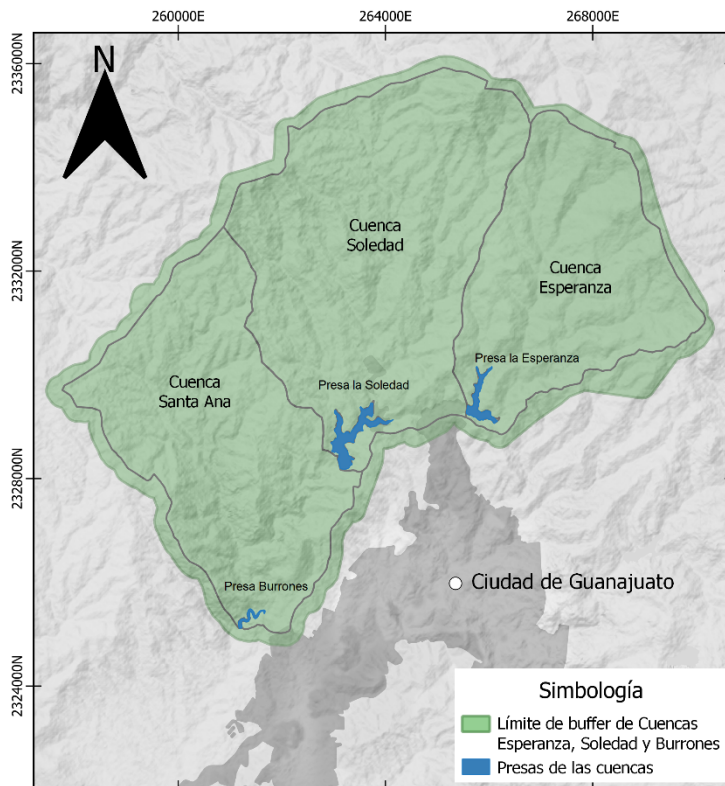 260000E
264000E
268000E
2336000N
2332000N
2328000N
2324000N
N
Cuenca
Soledad
Cuenca
Esperanza
Cuenca
Santa Ana
Presa la Esperanza
Presa la Soledad
Presa Burrones
Ciudad de Guanajuato
Simbología
Límite de buffer de Cuencas
Esperanza, Soledad y Burrones
Presas de las cuencas